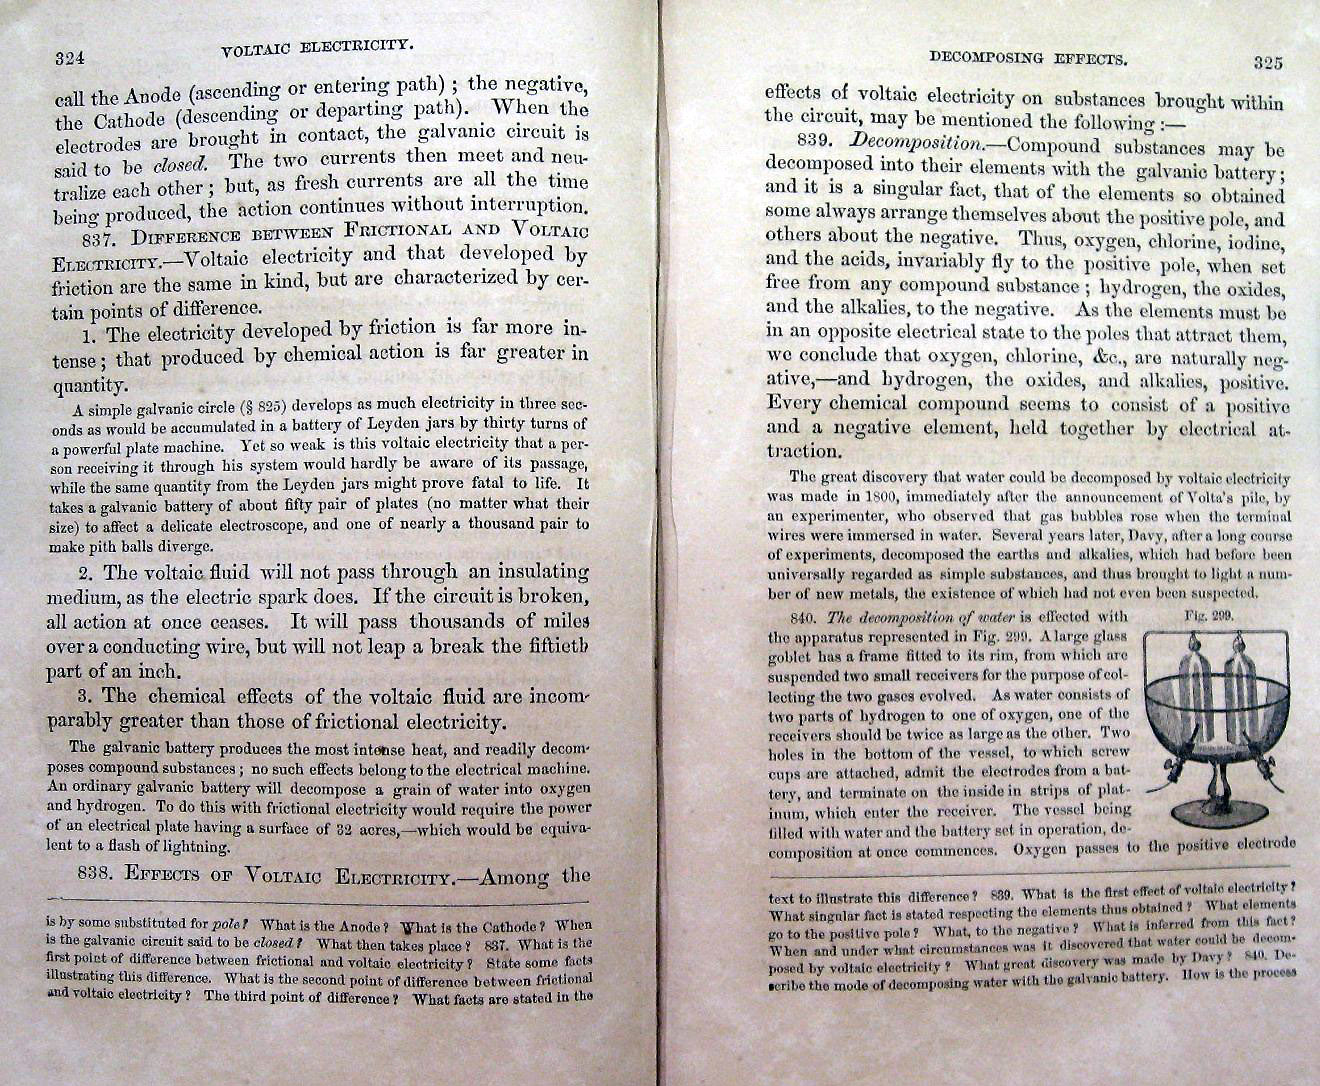 324
VOLTAIC ELECTRICITY.
call the Anode (ascending or entering path) ; the negative,
the Cathode (descending or departing path). When the
electrodes are brought in contact, the galvanic circuit is
said to be closed. The two currents then meet and neu-
tralize each other ; but, as fresh currents are all the time
being produced, the action continues without interruption.
837. DIFFERENCE BETWEEN FRICTIONAL AND VOLTAIC
ELECTRICITY.—Voltaic electricity and that developed by
friction are the same in kind, but are characterized by cer-
tain points of difference.
1. The electricity developed by friction is far more in-
tense ; that produced by chemical action is far greater in
quantity.
A simple galvanic circle (§ 825) develops as much electricity in three sec-
onds as would be accumulated in a battery of Leyden jars by thirty turns of
a powerful plate machine. Yet so weak is this voltaic electricity that a per-
son receiving it through his system would hardly be aware of its passage,
while the same quantity from the Leyden jars might prove fatal to life. It
takes a galvanic battery of about fifty pair of plates (no matter what their
size) to affect a delicate electroscope, and one of nearly a thousand pair to
make pith balls diverge.
2. The voltaic fluid will not pass through an insulating
medium, as the electric spark does. If the circuit is broken,
all action at once ceases. It will pass thousands of miles
over a conducting wire, but will not leap a break the fiftieth
part of an inch.
3. The chemical effects of the voltaic fluid are incom-
parably greater than those of frictional electricity.
The galvanic battery produces the most intense heat, and readily decom-
poses compound substances ; no such effects belong to the electrical machine.
An ordinary galvanic battery will decompose a grain of water into oxygen
and hydrogen. To do this with frictional electricity would require the power
of an electrical plate having a surface of 32 acres,—which would be equiva-
lent to a flash of lightning.
838. EFFECTS OF VOLTAIC ELECTRICITY.—Among the
is by some substituted for pole? What is the Anode? What is the Cathode? When
is the galvanic circuit said to be closed? What then takes place? 837. What is the
first point of difference between frictional and voltaic electricity? State some facts
illustrating this difference. What is the second point of difference between frictional
and voltaic electricity? The third point of difference? What facts are stated in the
DECOMPOSING EFFECTS.
325
effects of voltaic electricity on substances brought within
the circuit, may be mentioned the following :—
839. Decomposition.—Compound substances may be
decomposed into their elements with the galvanic battery ;
and it is a singular fact, that of the elements so obtained
some always arrange themselves about the positive pole, and
others about the negative. Thus, oxygen, chlorine, iodine,
and the acids, invariably fly to the positive pole, when set
free from any compound substance ; hydrogen, the oxides,
and the alkalies, to the negative. As the elements must be
in an opposite electrical state to the poles that attract them,
we conclude that oxygen, chlorine, &c., are naturally neg-
ative,—and hydrogen, the oxides, and alkalies, positive.
Every chemical compound seems to consist of a positive
and a negative element, held together by electrical at-
traction.
The great discovery that water could be decomposed by voltaic electricity
was made in 1800, immediately after the announcement of Volta's pile, by
an experimenter, who observed that gas bubbles rose when the terminal
wires were immersed in water. Several years later, Davy, after a long course
of experiments, decomposed the earths and alkalies, which had before been
universally regarded as simple substances, and thus brought to light a num-
ber of new metals, the existence of which had not even been suspected.
840. The decomposition of water is effected with
the apparatus represented in Fig. 299. A large glass
goblet has a frame fitted to its rim, from which are
suspended two small receivers for the purpose of col-
lecting the two gases evolved. As water consists of
two parts of hydrogen to one of oxygen, one of the
receivers should be twice as large as the other. Two
holes in the bottom of the vessel, to which screw
cups are attached, admit the electrodes from a bat-
tery, and terminate on the inside in strips of plat-
inum, which enter the receiver. The vessel being
filled with water and the battery set in operation, de-
composition at once commences. Oxygen passes to the positive electrode
Fig. 299.
text to illustrate this difference? 839. What is the first effect of voltaic electricity?
What singular fact is stated respecting the elements thus obtained? What elements
go to the positive pole? What, to the negative? What is inferred from this fact?
When and under what circumstances was it discovered that water could be decom-
posed by voltaic electricity? What great discovery was made by Davy? 840. De-
scribe the mode of decomposing water with the galvanic battery. How is the process